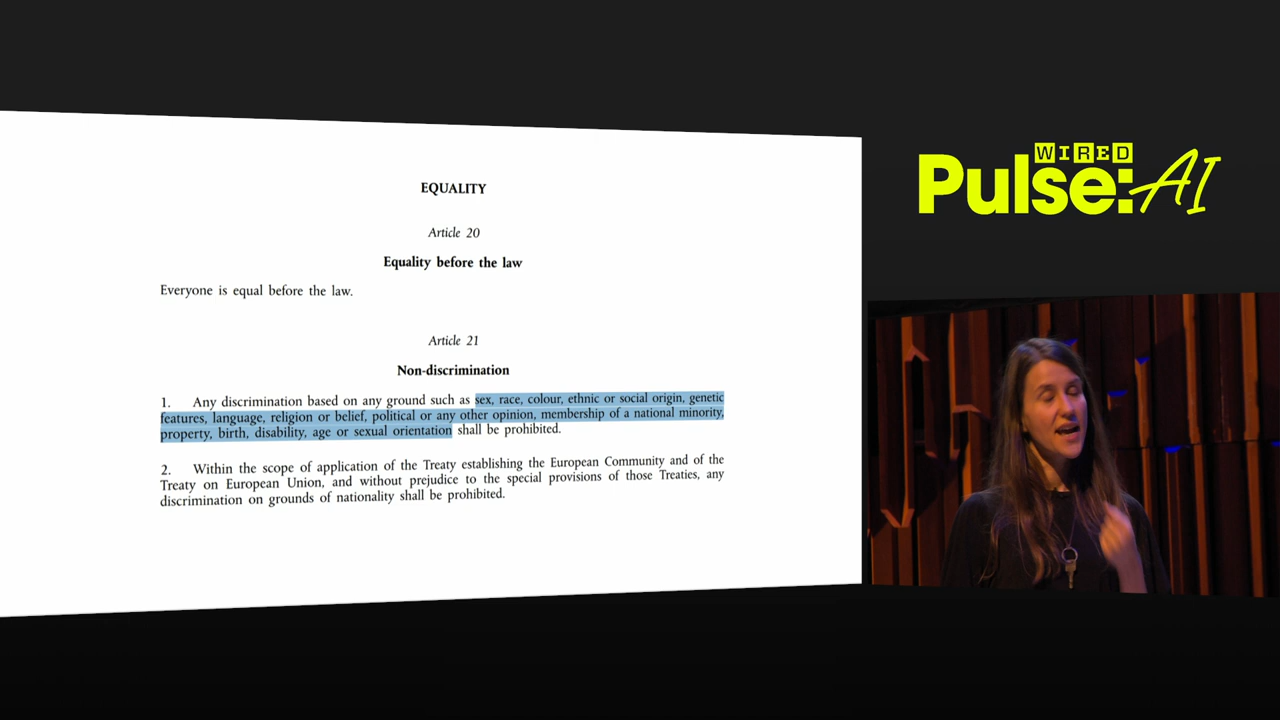 EQUALITY
Article 20
Equality before the law
Everyone is equal before the law.
Article 21
Non-discrimination
1. Any discrimination based on any ground such as sex, race, colour, ethnic or social origin, genetic
features, language, religion or belief, political or any other opinion, membership of a national minority,
property, birth, disability, age or sexual orientation shall be prohibited.
2. Within the scope of application of the Treaty establishing the European Community and of the
Treaty on European Union, and without prejudice to the special provisions of those Treaties, any
discrimination on grounds of nationality shall be prohibited.
WIRED
Pulse: AI